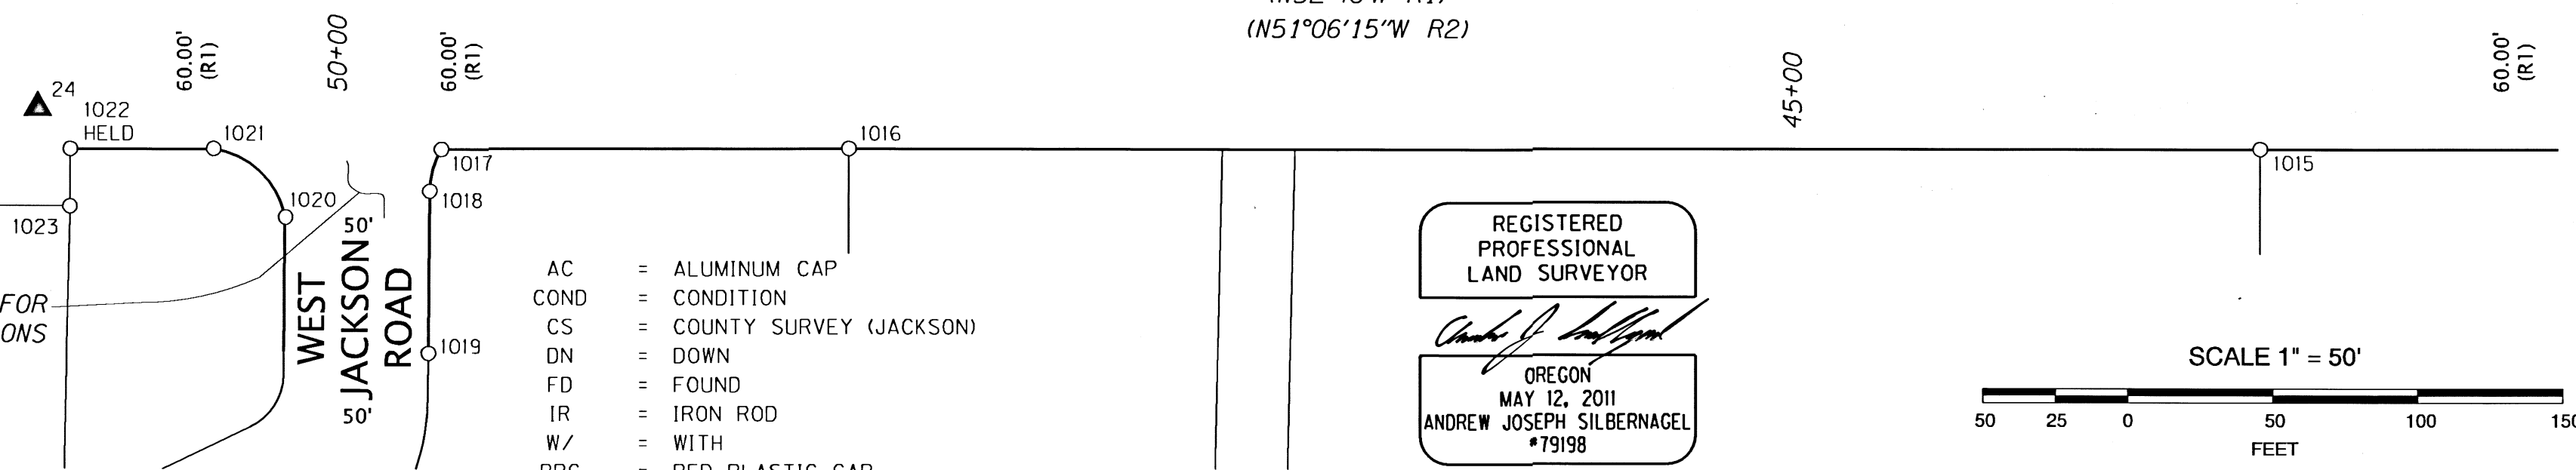 (N51°06'15"W R2)
60.00'
(R1)
50+00
60.00'
(R1)
45+00
60.00'
(R1)
24
1022
HELD
1021
1016
1017
1015
1018
1020
1023
50'
WEST
JACKSON
ROAD
50'
1019
FOR
ONS
AC = ALUMINUM CAP
COND = CONDITION
CS = COUNTY SURVEY (JACKSON)
DN = DOWN
FD = FOUND
IR = IRON ROD
W/ = WITH
REGISTERED
PROFESSIONAL
LAND SURVEYOR
OREGON
MAY 12, 2011
ANDREW JOSEPH SILBERNAGEL
#79198
SCALE 1" = 50'
50 25 0 50 100 150
FEET